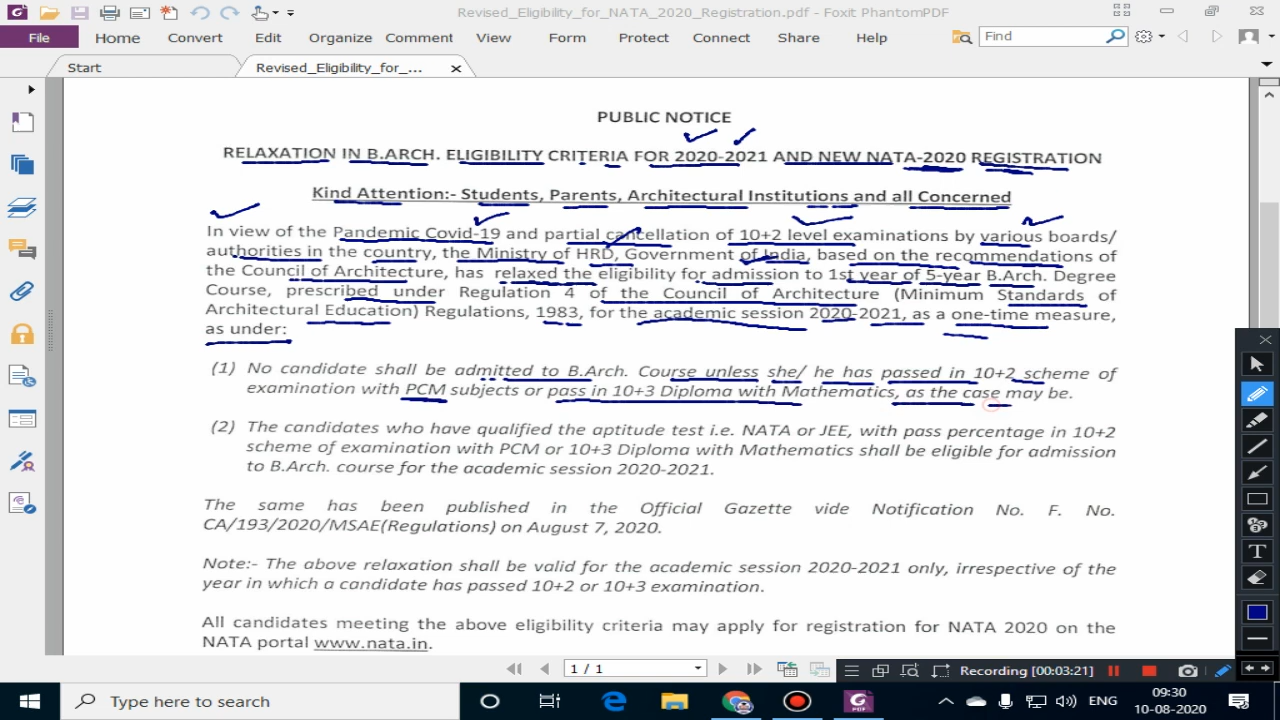 Revised_Eligibility_for_NATA_2020_Registration.pdf - Foxit PhantomPDF
File Home Convert Edit Organize Comment View Form Protect Connect Share Help Find
Start Revised_Eligibility_for_...
PUBLIC NOTICE
RELAXATION IN B.ARCH. ELIGIBILITY CRITERIA FOR 2020-2021 AND NEW NATA-2020 REGISTRATION
Kind Attention:- Students, Parents, Architectural Institutions and all Concerned
In view of the Pandemic Covid-19 and partial cancellation of 10+2 level examinations by various boards/
authorities in the country, the Ministry of HRD, Government of India, based on the recommendations of
the Council of Architecture, has relaxed the eligibility for admission to 1st year of 5-year B.Arch. Degree
Course, prescribed under Regulation 4 of the Council of Architecture (Minimum Standards of
Architectural Education) Regulations, 1983, for the academic session 2020-2021, as a one-time measure,
as under:
(1) No candidate shall be admitted to B.Arch. Course unless she/ he has passed in 10+2 scheme of
examination with PCM subjects or pass in 10+3 Diploma with Mathematics, as the case may be.
(2) The candidates who have qualified the aptitude test i.e. NATA or JEE, with pass percentage in 10+2
scheme of examination with PCM or 10+3 Diploma with Mathematics shall be eligible for admission
to B.Arch. course for the academic session 2020-2021.
The same has been published in the Official Gazette vide Notification No. F. No.
CA/193/2020/MSAE(Regulations) on August 7, 2020.
Note:- The above relaxation shall be valid for the academic session 2020-2021 only, irrespective of the
year in which a candidate has passed 10+2 or 10+3 examination.
All candidates meeting the above eligibility criteria may apply for registration for NATA 2020 on the
NATA portal www.nata.in.
1 / 1
Recording [00:03:21]
Type here to search
ENG
09:30
10-08-2020